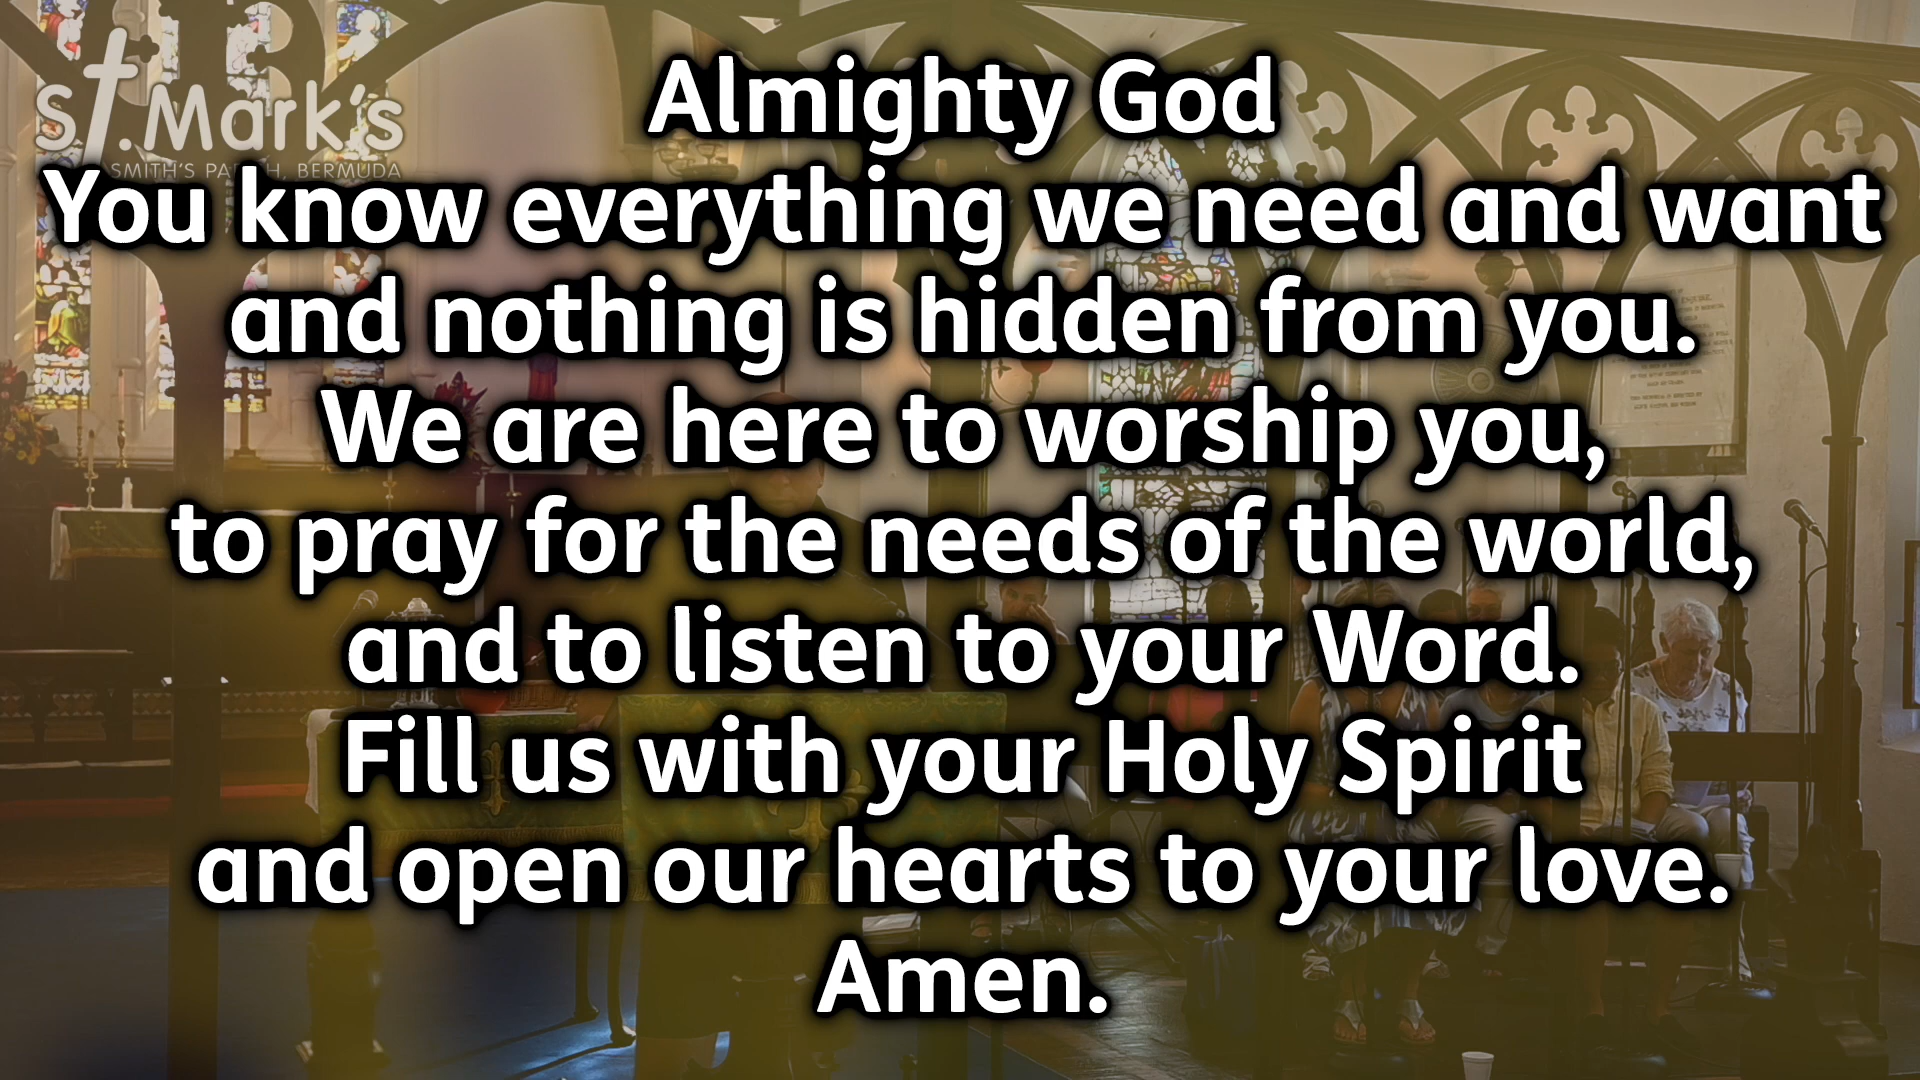 St. Mark's
SMITH'S PARISH, BERMUDA
Almighty God
You know everything we need and want
and nothing is hidden from you.
We are here to worship you,
to pray for the needs of the world,
and to listen to your Word.
Fill us with your Holy Spirit
and open our hearts to your love.
Amen.